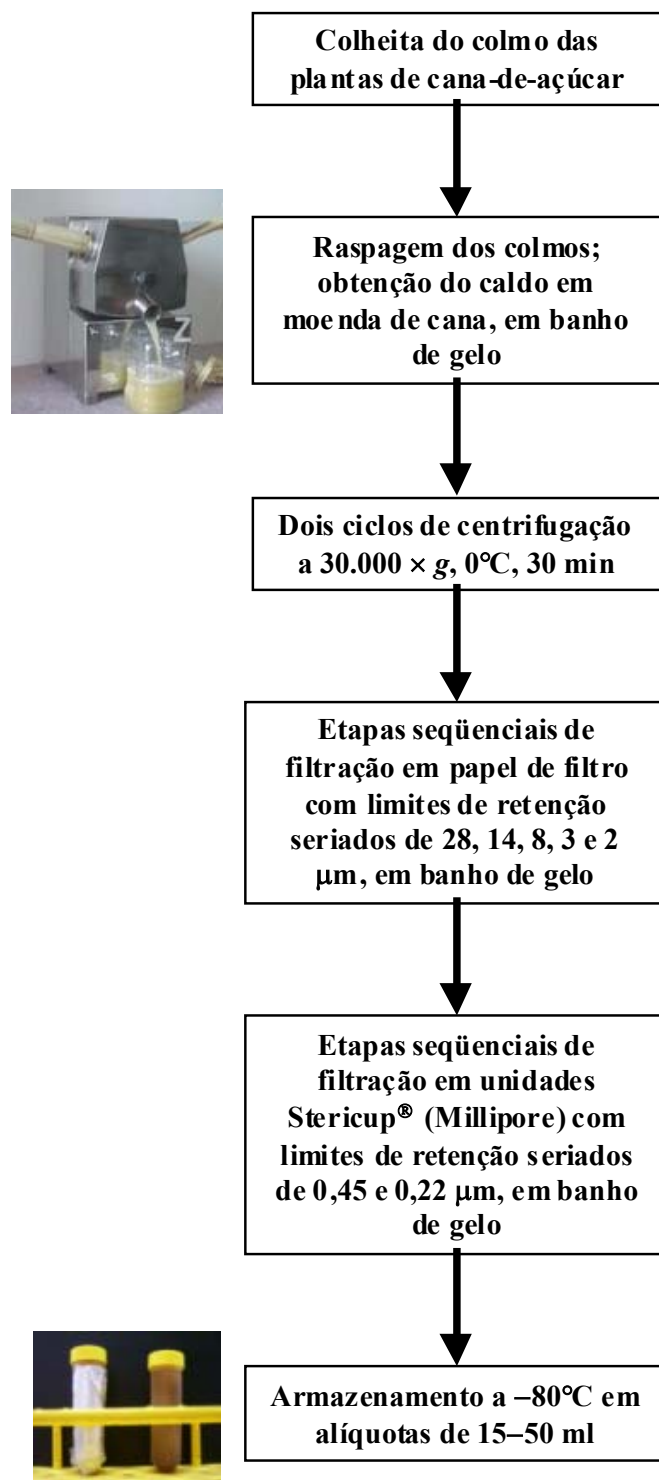 Colheita do colmo das
plantas de cana-de-açúcar
Raspagem dos colmos;
obtenção do caldo em
moenda de cana, em banho
de gelo
Dois ciclos de centrifugação
a 30.000 × g, 0°C, 30 min
Etapas seqüenciais de
filtração em papel de filtro
com limites de retenção
seriados de 28, 14, 8, 3 e 2
μm, em banho de gelo
Etapas seqüenciais de
filtração em unidades
Stericup® (Millipore) com
limites de retenção seriados
de 0,45 e 0,22 μm, em banho
de gelo
Armazenamento a –80°C em
alíquotas de 15–50 ml